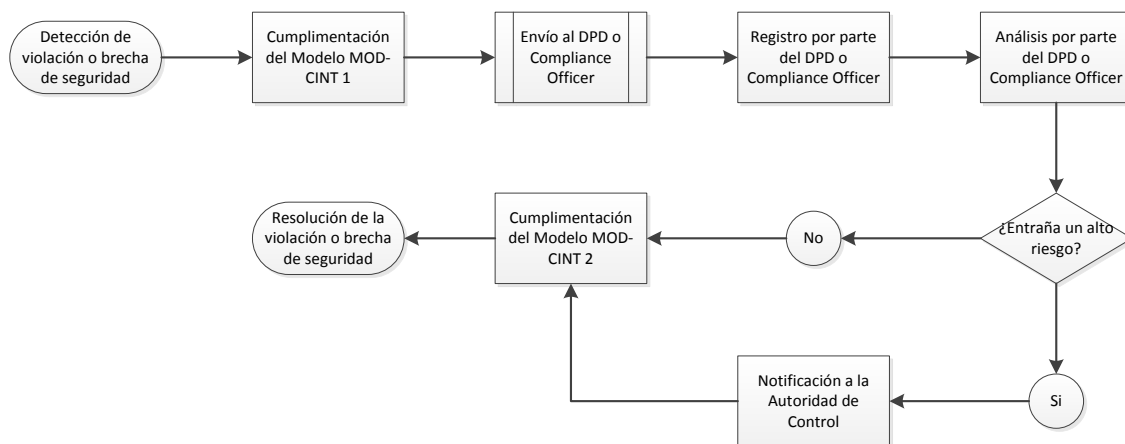 Detección de
violación o brecha
de seguridad
Cumplimentación
del Modelo MOD-
CINT 1
Envío al DPD o
Compliance
Officer
Registro por parte
del DPD o
Compliance Officer
Análisis por parte
del DPD o
Compliance Officer
¿Entraña un alto
riesgo?
No
Cumplimentación
del Modelo MOD-
CINT 2
Resolución de la
violación o brecha
de seguridad
Si
Notificación a la
Autoridad de
Control